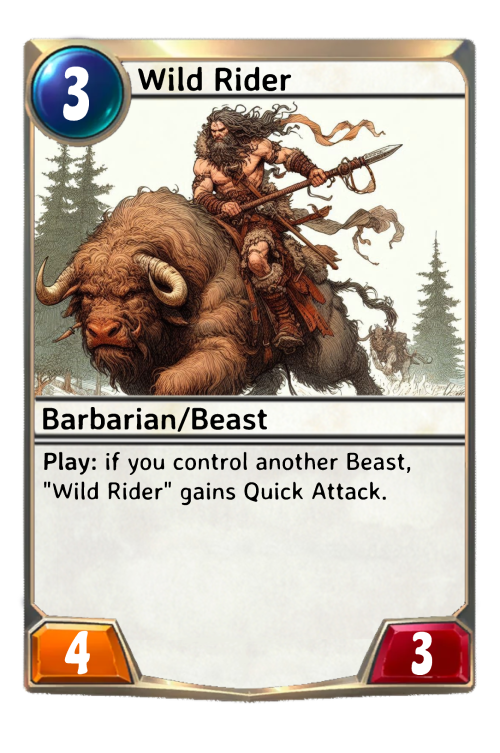 3
Wild Rider
Barbarian/Beast
Play: if you control another Beast,
"Wild Rider" gains Quick Attack.
4
3